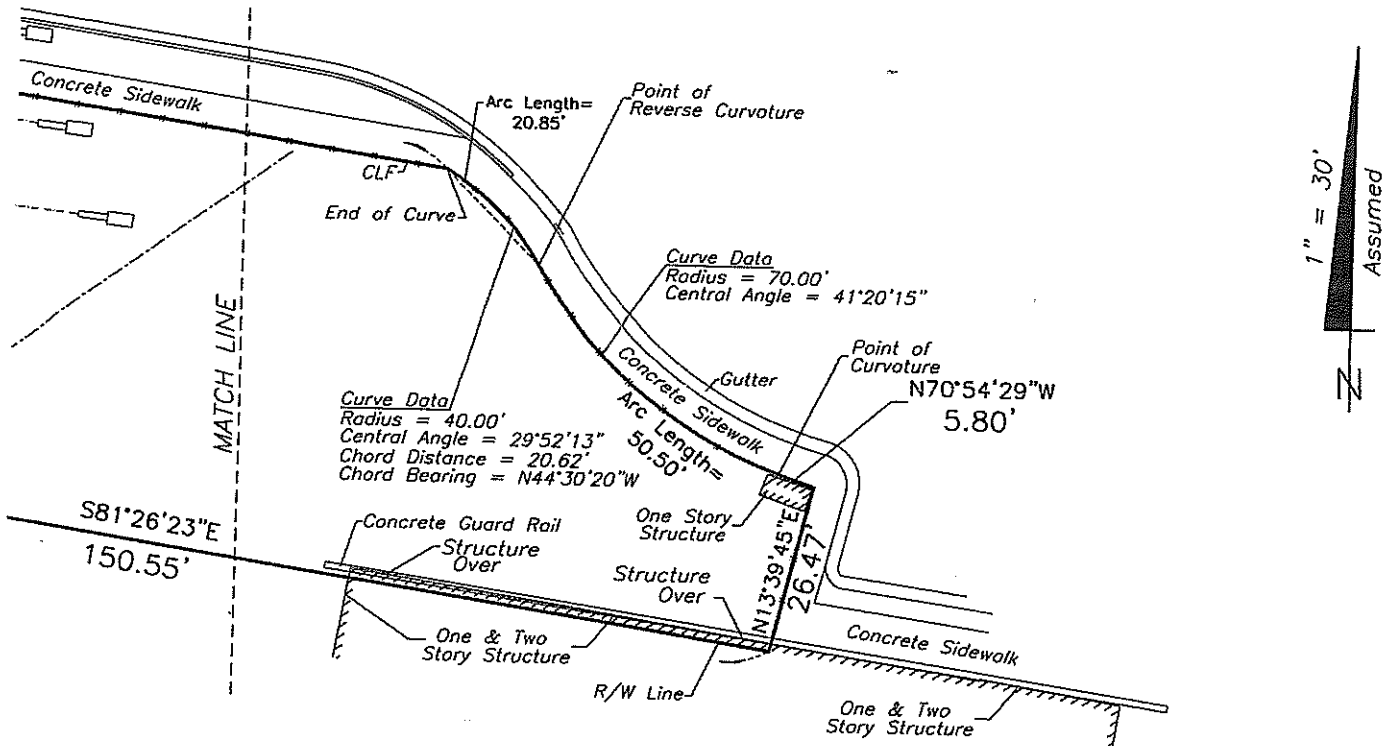 Concrete Sidewalk
Arc Length=
20.85'
Point of
Reverse Curvature
CLF
End of Curve
1" = 30'
Assumed
N
MATCH LINE
Curve Data
Radius = 70.00'
Central Angle = 41°20'15"
Concrete Sidewalk
Gutter
Point of
Curvature
N70°54'29"W
5.80'
Curve Data
Radius = 40.00'
Central Angle = 29°52'13"
Chord Distance = 20.62'
Chord Bearing = N44°30'20"W
Arc Length=
50.50'
S81°26'23"E
150.55'
Concrete Guard Rail
Structure
Over
One Story
Structure
Structure
Over
N13°39'45"E
26.47'
One & Two
Story Structure
R/W Line
Concrete Sidewalk
One & Two
Story Structure